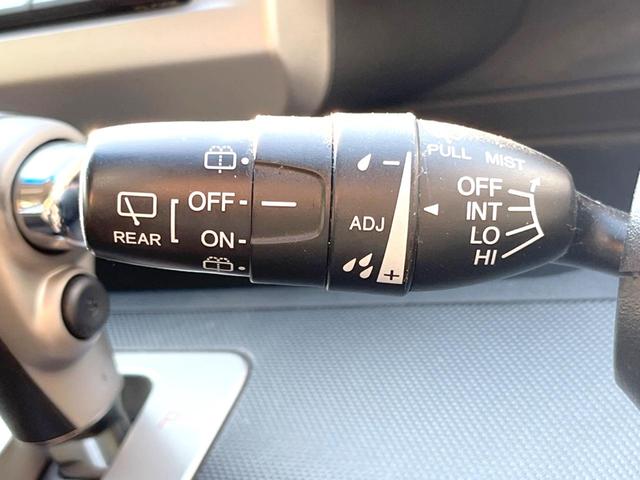 REAR
OFF
ON
ADJ
-
+
PULL MIST
OFF
INT
LO
HI
P